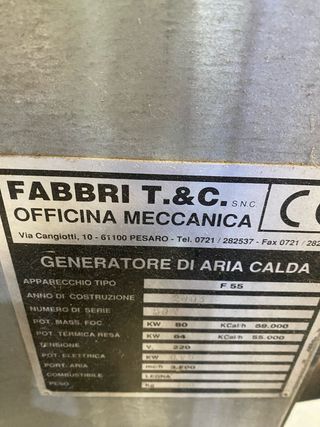 FABBRI T.&C. S.N.C.
OFFICINA MECCANICA
Via Cangiotti, 10 - 61100 PESARO - Tel. 0721 / 282537 - Fax 0721 / 282
CE
GENERATORE DI ARIA CALDA
APPARECCHIO TIPO F 55
ANNO DI COSTRUZIONE
NUMERO DI SERIE
POT. MASS. FOC. KW 80 KCal/h 69.000
POT. TERMICA RESA KW 64 KCal/h 55.000
TENSIONE V. 220
POT. ELETTRICA KW
PORT. ARIA mc/h 3.200
COMBUSTIBILE LEGNA
PESO kg